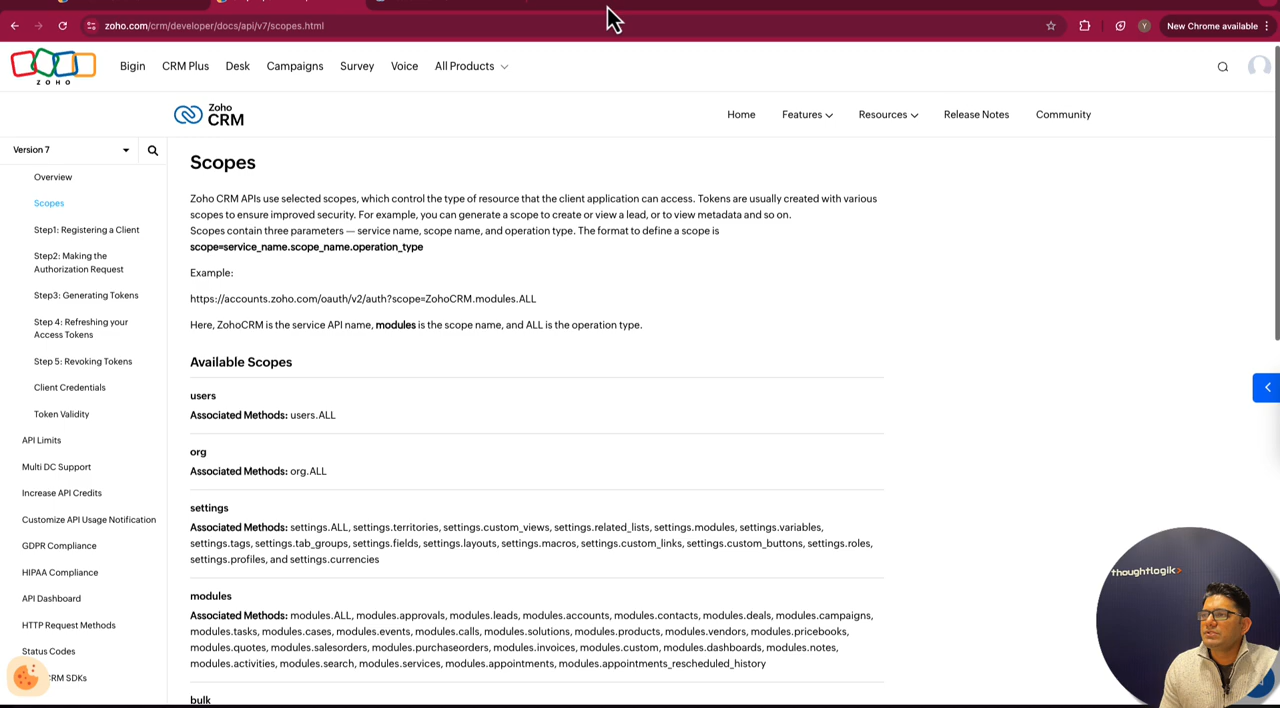 zoho.com/crm/developer/docs/api/v7/scopes.html
Y
New Chrome available
ZOHO
Bigin
CRM Plus
Desk
Campaigns
Survey
Voice
All Products
Zoho
CRM
Home
Features
Resources
Release Notes
Community
Version 7
Overview
Scopes
Step1: Registering a Client
Step2: Making the
Authorization Request
Step3: Generating Tokens
Step 4: Refreshing your
Access Tokens
Step 5: Revoking Tokens
Client Credentials
Token Validity
API Limits
Multi DC Support
Increase API Credits
Customize API Usage Notification
GDPR Compliance
HIPAA Compliance
API Dashboard
HTTP Request Methods
Status Codes
RM SDKs
Scopes
Zoho CRM APIs use selected scopes, which control the type of resource that the client application can access. Tokens are usually created with various
scopes to ensure improved security. For example, you can generate a scope to create or view a lead, or to view metadata and so on.
Scopes contain three parameters — service name, scope name, and operation type. The format to define a scope is
scope=service_name.scope_name.operation_type
Example:
https://accounts.zoho.com/oauth/v2/auth?scope=ZohoCRM.modules.ALL
Here, ZohoCRM is the service API name, modules is the scope name, and ALL is the operation type.
Available Scopes
users
Associated Methods: users.ALL
org
Associated Methods: org.ALL
settings
Associated Methods: settings.ALL, settings.territories, settings.custom_views, settings.related_lists, settings.modules, settings.variables,
settings.tags, settings.tab_groups, settings.fields, settings.layouts, settings.macros, settings.custom_links, settings.custom_buttons, settings.roles,
settings.profiles, and settings.currencies
modules
Associated Methods: modules.ALL, modules.approvals, modules.leads, modules.accounts, modules.contacts, modules.deals, modules.campaigns,
modules.tasks, modules.cases, modules.events, modules.calls, modules.solutions, modules.products, modules.vendors, modules.pricebooks,
modules.quotes, modules.salesorders, modules.purchaseorders, modules.invoices, modules.custom, modules.dashboards, modules.notes,
modules.activities, modules.search, modules.services, modules.appointments, modules.appointments_rescheduled_history
bulk
thoughtlogik>